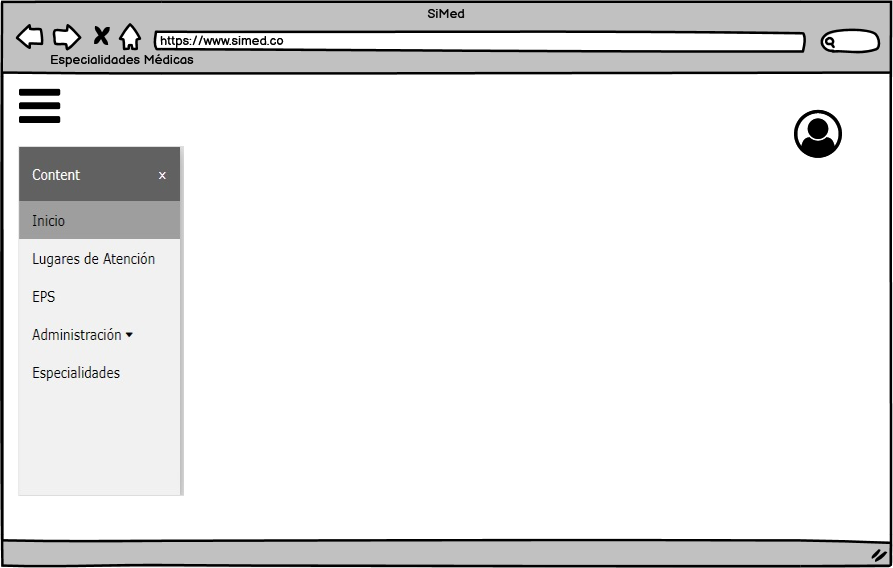 SiMed
https://www.simed.co
Especialidades Médicas
Content x
Inicio
Lugares de Atención
EPS
Administración
Especialidades